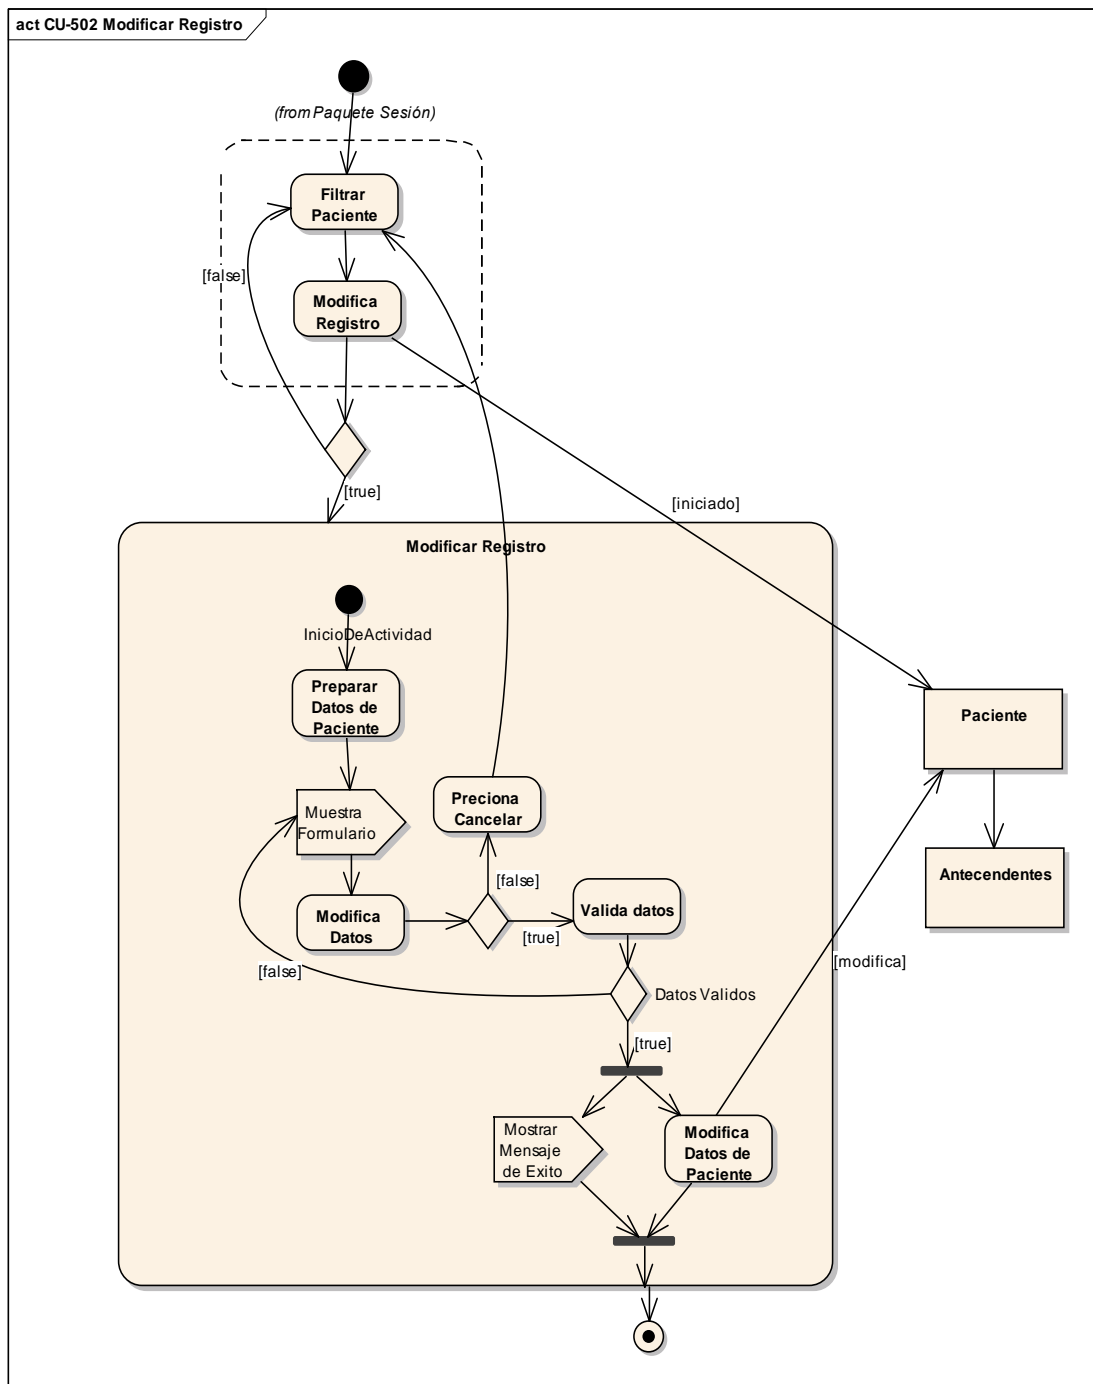 act CU-502 Modificar Registro
(from Paquete Sesión)
Filtrar
Paciente
[false]
Modifica
Registro
[true]
[iniciado]
Modificar Registro
InicioDeActividad
Preparar
Datos de
Paciente
Paciente
Muestra
Formulario
Preciona
Cancelar
Antecendentes
[false]
Modifica
Datos
Valida datos
[true]
[false]
[modifica]
Datos Validos
[true]
Mostrar
Mensaje
de Exito
Modifica
Datos de
Paciente